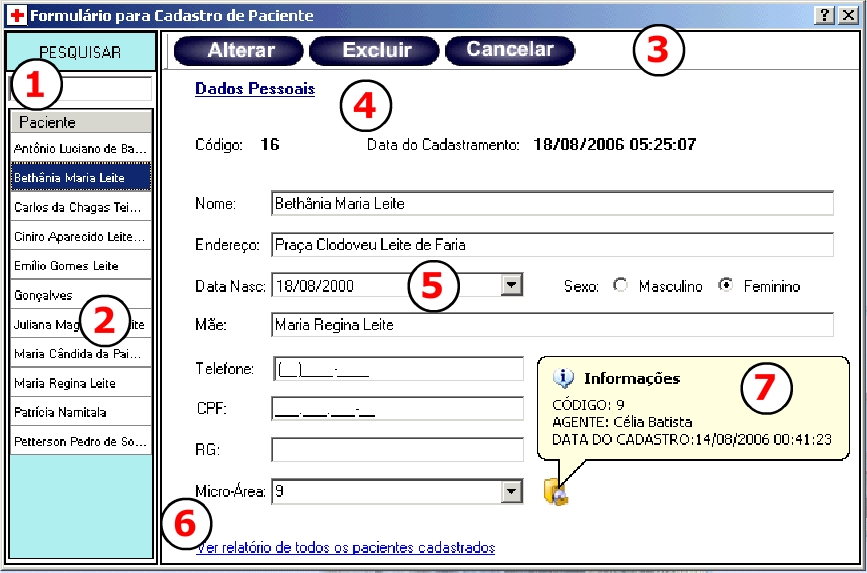 Formulário para Cadastro de Paciente
PESQUISAR
1
Paciente
Antônio Luciano de Ba...
Bethânia Maria Leite
Carlos da Chagas Tei...
Ciniro Aparecido Leite...
Emílio Gomes Leite
Gonçalves
Juliana Mag ite
2
Maria Cândida da Pai...
Maria Regina Leite
Patrícia Namitala
Petterson Pedro de So...
Alterar Excluir Cancelar 3
Dados Pessoais 4
Código: 16 Data do Cadastramento: 18/08/2006 05:25:07
Nome: Bethânia Maria Leite
Endereço: Praça Clodoveu Leite de Faria
Data Nasc: 18/08/2000 5 Sexo: Masculino Feminino
Mãe: Maria Regina Leite
Telefone: (__)____-____
CPF: ___.___.___-__
RG:
Micro-Área: 9
Informações 7
CÓDIGO: 9
AGENTE: Célia Batista
DATA DO CADASTRO:14/08/2006 00:41:23
6
Ver relatório de todos os pacientes cadastrados